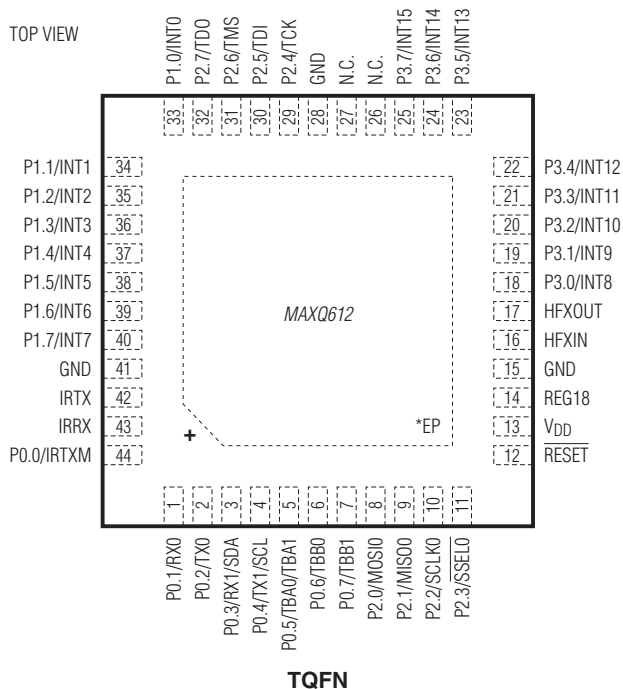 TOP VIEW
P1.0/INT0
P2.7/TDO
P2.6/TMS
P2.5/TDI
P2.4/TCK
GND
N.C.
N.C.
P3.7/INT15
P3.6/INT14
P3.5/INT13
33
32
31
30
29
28
27
26
25
24
23
P1.1/INT1 34
P1.2/INT2 35
P1.3/INT3 36
P1.4/INT4 37
P1.5/INT5 38
P1.6/INT6 39
P1.7/INT7 40
GND 41
IRTX 42
IRRX 43
P0.0/IRTXM 44
MAXQ612
*EP
+
22 P3.4/INT12
21 P3.3/INT11
20 P3.2/INT10
19 P3.1/INT9
18 P3.0/INT8
17 HFXOUT
16 HFXIN
15 GND
14 REG18
13 VDD
12 RESET
1
2
3
4
5
6
7
8
9
10
11
P0.1/RX0
P0.2/TX0
P0.3/RX1/SDA
P0.4/TX1/SCL
P0.5/TBA0/TBA1
P0.6/TBB0
P0.7/TBB1
P2.0/MOSI0
P2.1/MISO0
P2.2/SCLK0
P2.3/SSEL0
TQFN